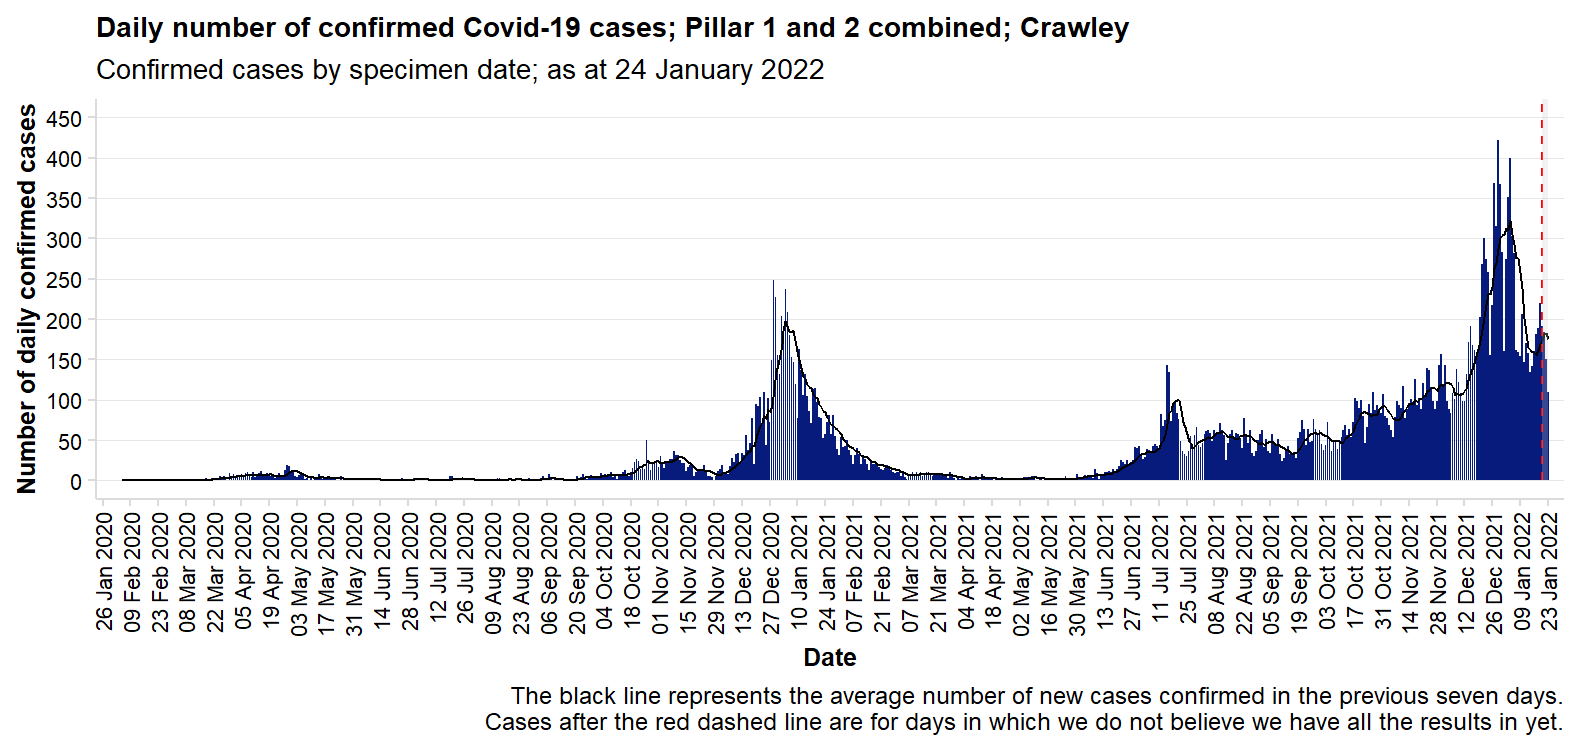 Daily number of confirmed Covid-19 cases; Pillar 1 and 2 combined; Crawley
Confirmed cases by specimen date; as at 24 January 2022
Number of daily confirmed cases
450
400
350
300
250
200
150
100
50
0
26 Jan 2020
09 Feb 2020
23 Feb 2020
08 Mar 2020
22 Mar 2020
05 Apr 2020
19 Apr 2020
03 May 2020
17 May 2020
31 May 2020
14 Jun 2020
28 Jun 2020
12 Jul 2020
26 Jul 2020
09 Aug 2020
23 Aug 2020
06 Sep 2020
20 Sep 2020
04 Oct 2020
18 Oct 2020
01 Nov 2020
15 Nov 2020
29 Nov 2020
13 Dec 2020
27 Dec 2020
10 Jan 2021
24 Jan 2021
07 Feb 2021
21 Feb 2021
07 Mar 2021
21 Mar 2021
04 Apr 2021
18 Apr 2021
02 May 2021
16 May 2021
30 May 2021
13 Jun 2021
27 Jun 2021
11 Jul 2021
25 Jul 2021
08 Aug 2021
22 Aug 2021
05 Sep 2021
19 Sep 2021
03 Oct 2021
17 Oct 2021
31 Oct 2021
14 Nov 2021
28 Nov 2021
12 Dec 2021
26 Dec 2021
09 Jan 2022
23 Jan 2022
Date
The black line represents the average number of new cases confirmed in the previous seven days.
Cases after the red dashed line are for days in which we do not believe we have all the results in yet.